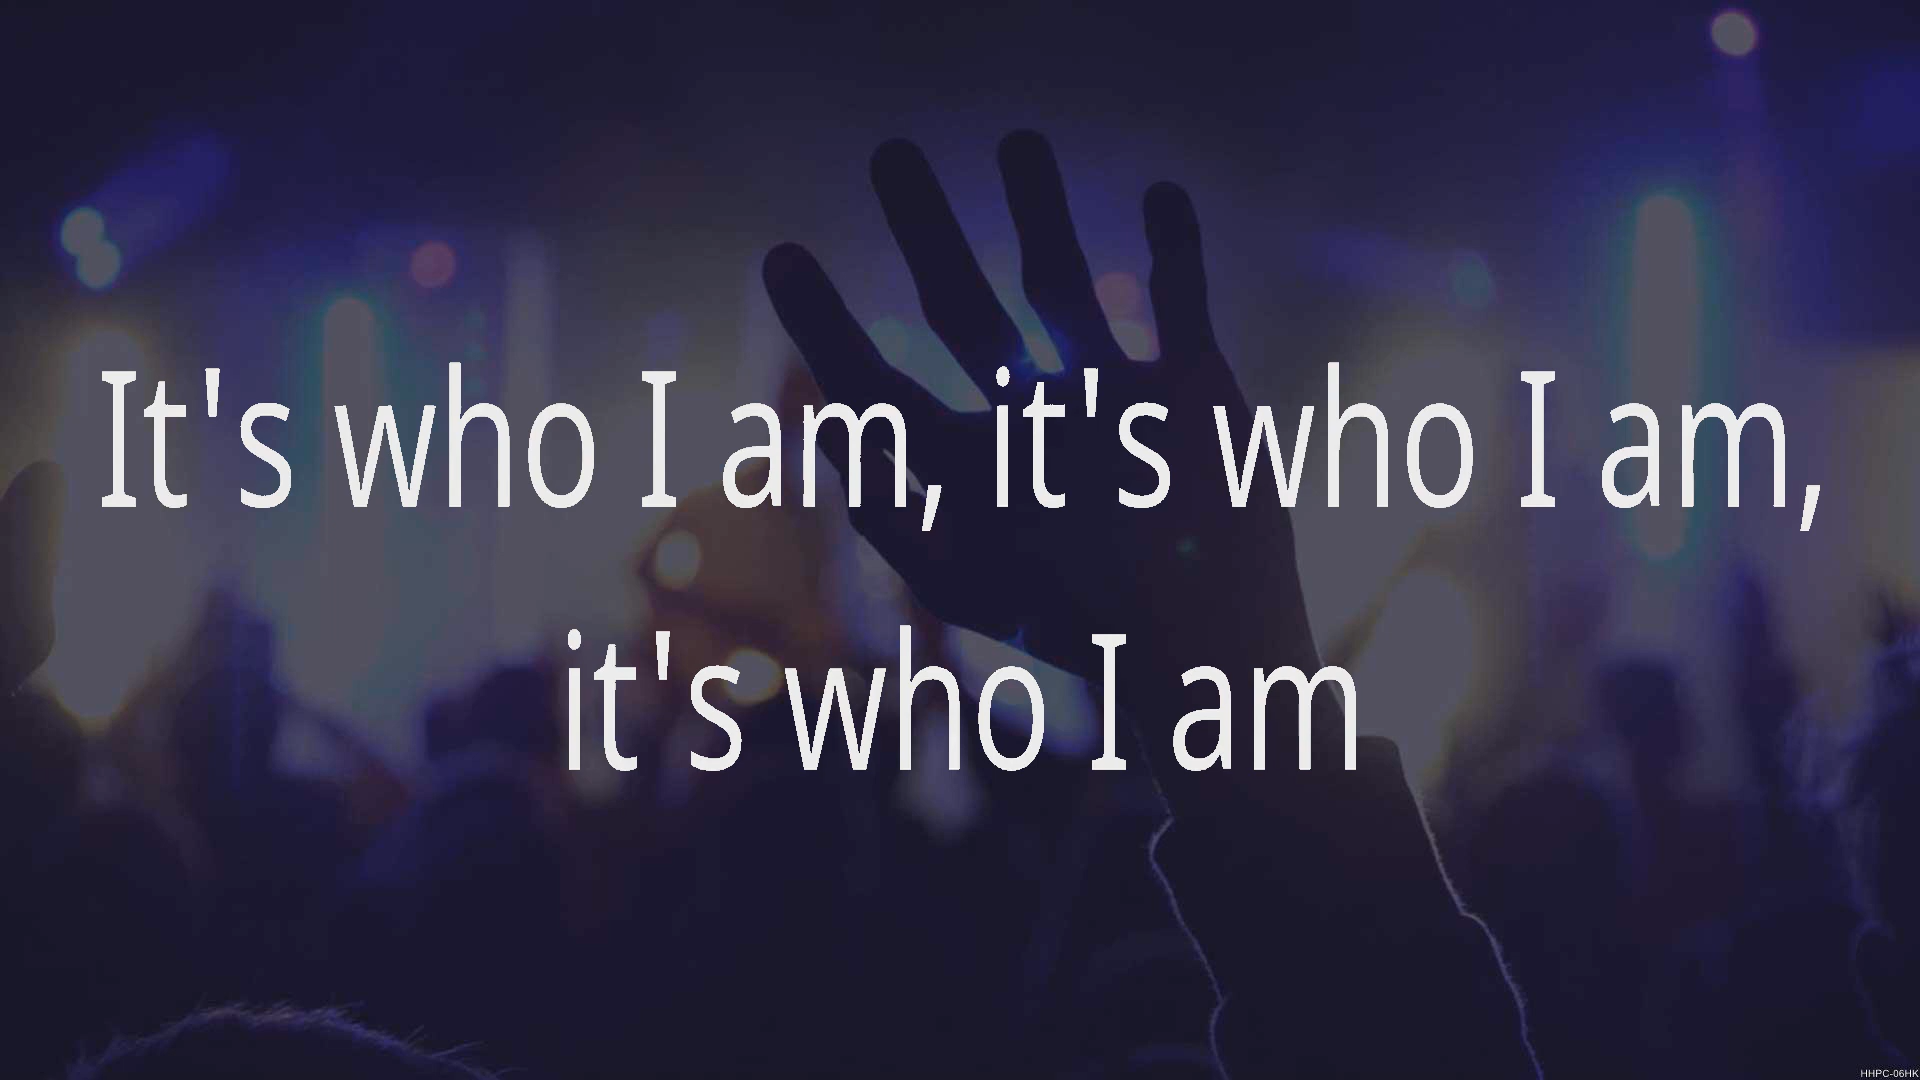 It's who I am, it's who I am,
it's who I am
HHPC-06HK